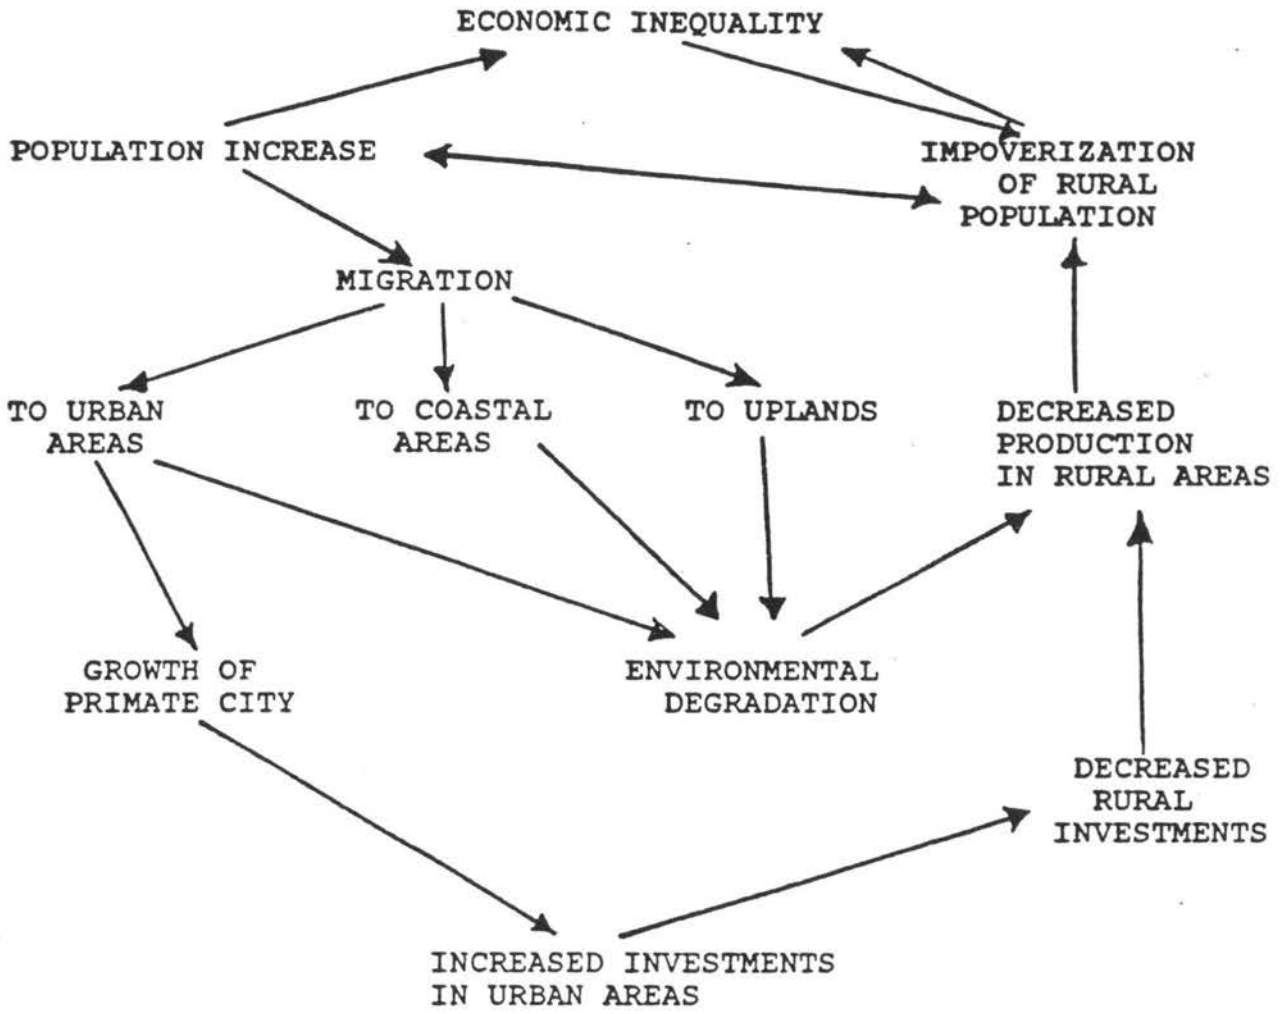 ECONOMIC INEQUALITY
POPULATION INCREASE
IMPOVERIZATION
OF RURAL
POPULATION
MIGRATION
TO URBAN
AREAS
TO COASTAL
AREAS
TO UPLANDS
DECREASED
PRODUCTION
IN RURAL AREAS
GROWTH OF
PRIMATE CITY
ENVIRONMENTAL
DEGRADATION
DECREASED
RURAL
INVESTMENTS
INCREASED INVESTMENTS
IN URBAN AREAS